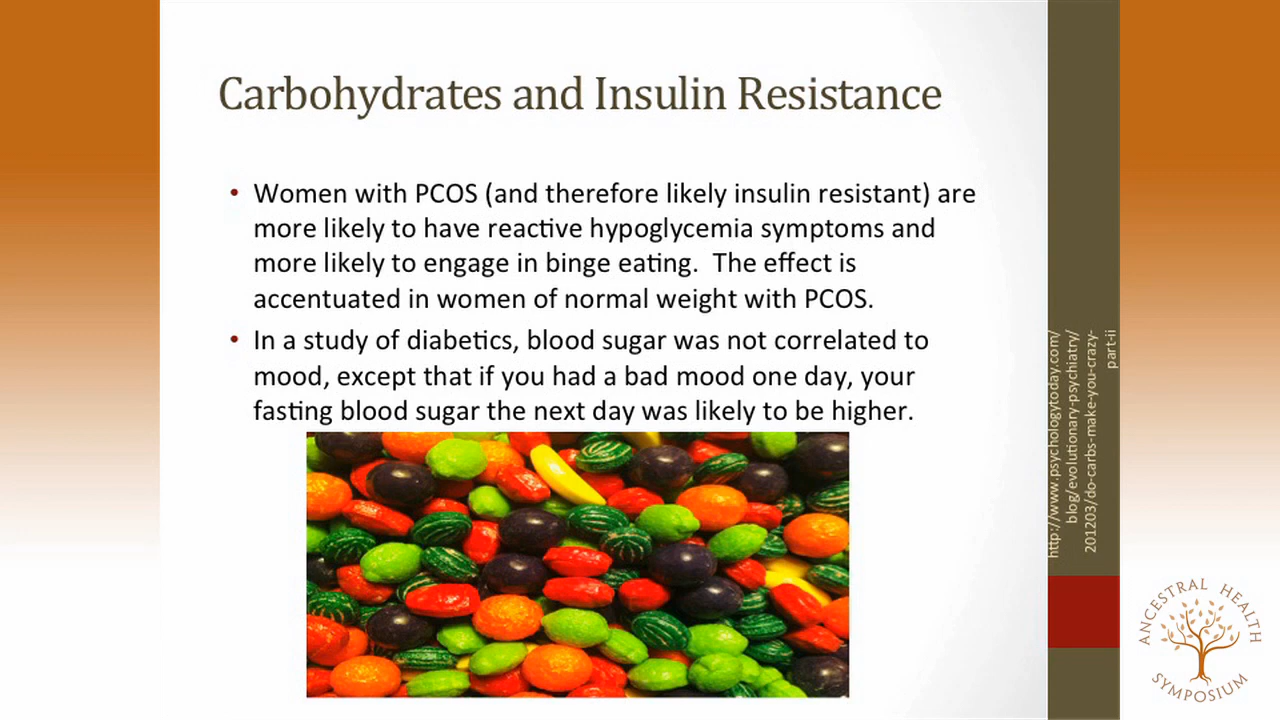 Carbohydrates and Insulin Resistance
• Women with PCOS (and therefore likely insulin resistant) are
more likely to have reactive hypoglycemia symptoms and
more likely to engage in binge eating.  The effect is
accentuated in women of normal weight with PCOS.
• In a study of diabetics, blood sugar was not correlated to
mood, except that if you had a bad mood one day, your
fasting blood sugar the next day was likely to be higher.
http://www.psychologytoday.com/
blog/evolutionary-psychiatry/
201203/do-carbs-make-you-crazy-
part-ii
ANCESTRAL HEALTH
SYMPOSIUM